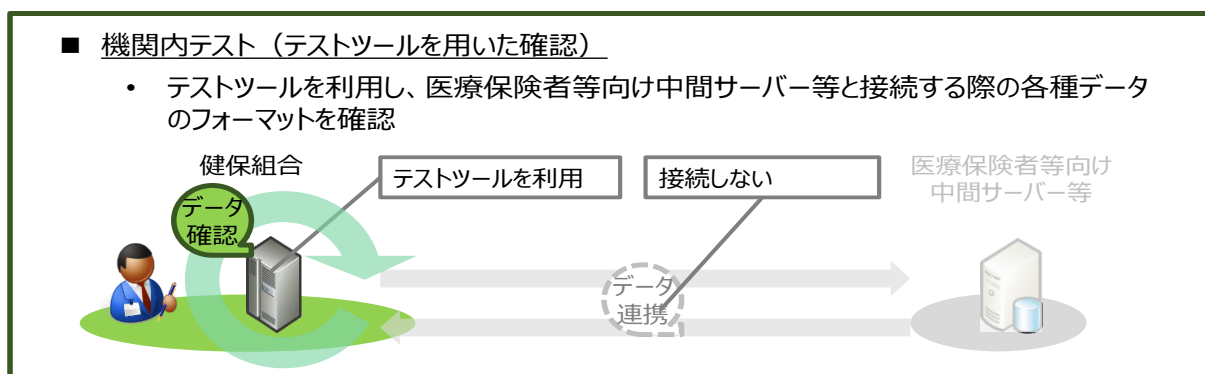 ■ 機関内テスト（テストツールを用いた確認）
• テストツールを利用し、医療保険者等向け中間サーバー等と接続する際の各種データ
のフォーマットを確認
健保組合
テストツールを利用
接続しない
医療保険者等向け
中間サーバー等
データ
確認
データ
連携